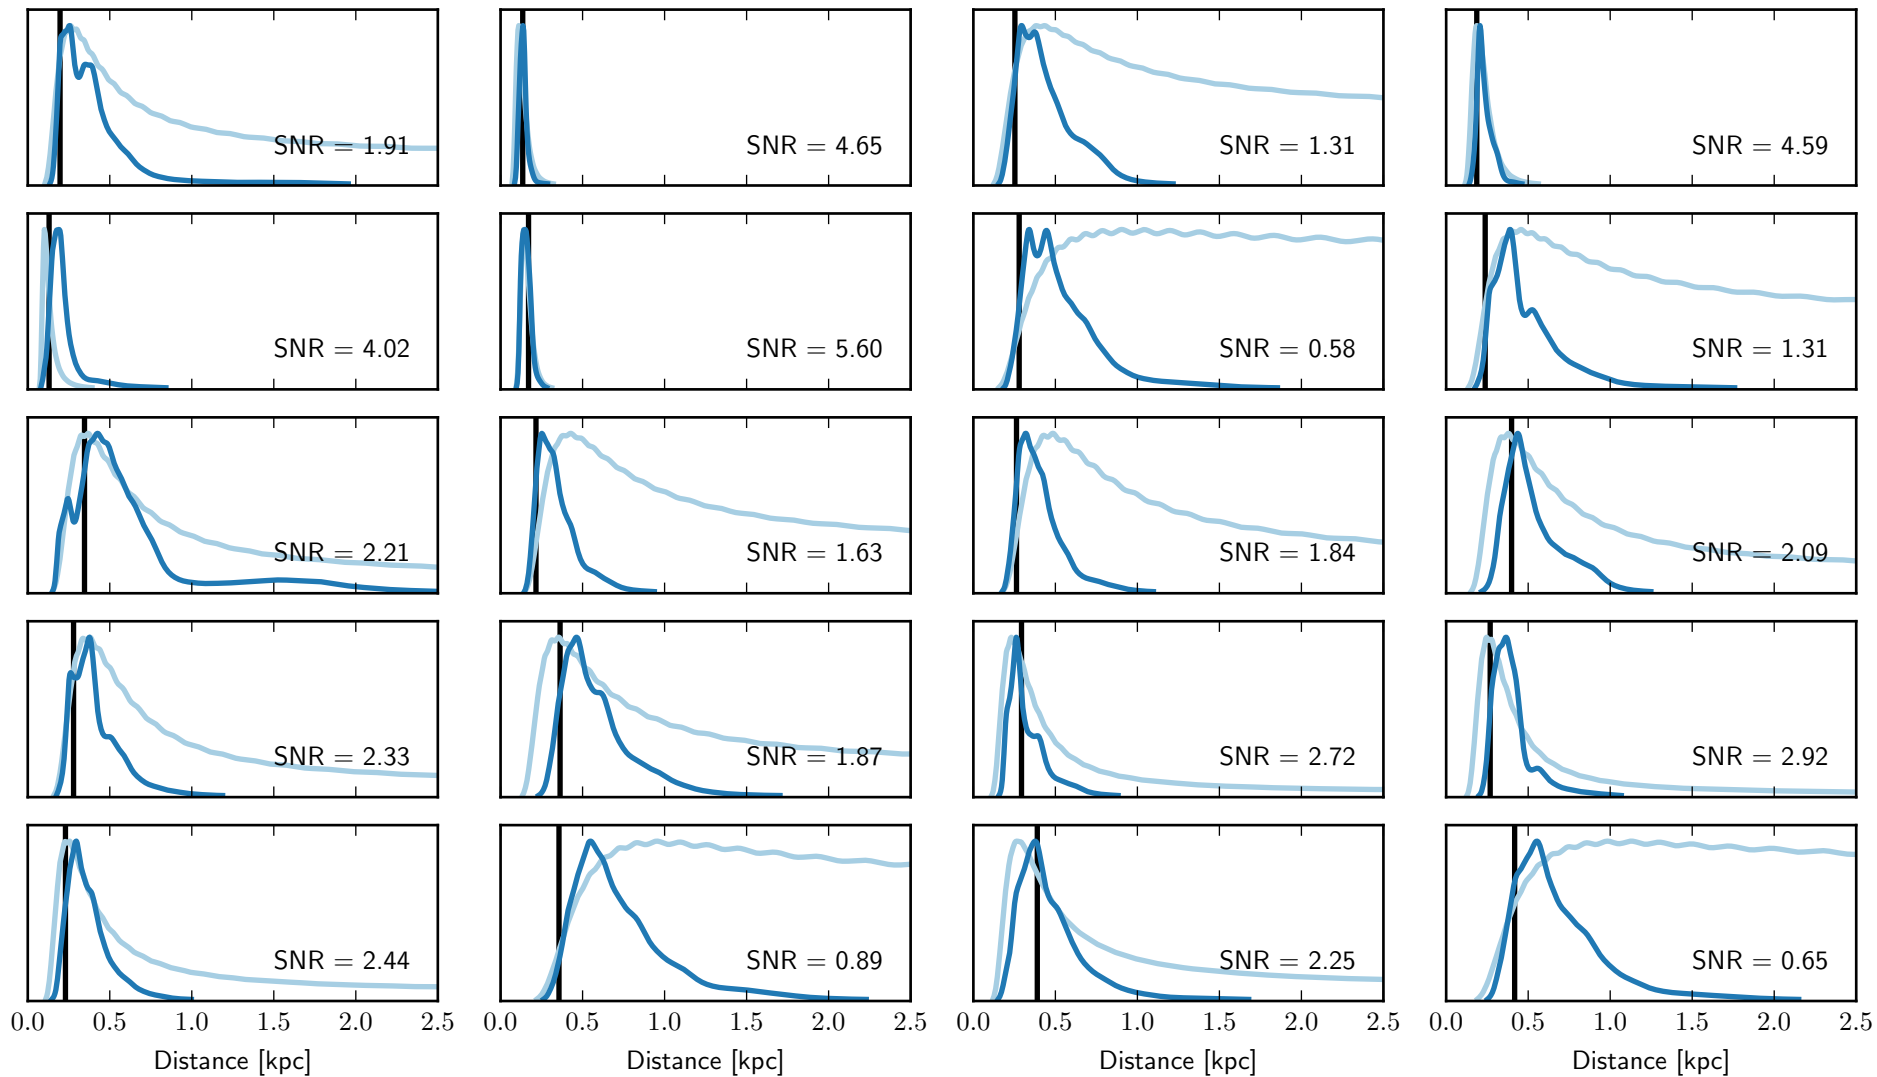 SNR = 1.91
SNR = 4.65
SNR = 1.31
SNR = 4.59
SNR = 4.02
SNR = 5.60
SNR = 0.58
SNR = 1.31
SNR = 2.21
SNR = 1.63
SNR = 1.84
SNR = 2.09
SNR = 2.33
SNR = 1.87
SNR = 2.72
SNR = 2.92
SNR = 2.44
SNR = 0.89
SNR = 2.25
SNR = 0.65
0.0 0.5 1.0 1.5 2.0 2.5
0.0 0.5 1.0 1.5 2.0 2.5
0.0 0.5 1.0 1.5 2.0 2.5
0.0 0.5 1.0 1.5 2.0 2.5
Distance [kpc]
Distance [kpc]
Distance [kpc]
Distance [kpc]